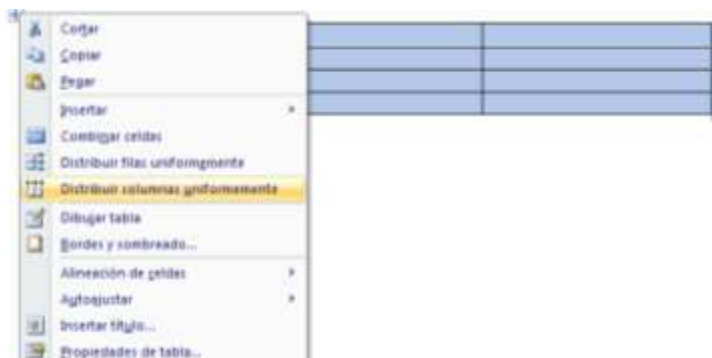 Cortar
Copiar
Pegar
Insertar
Combinar celdas
Distribuir filas uniformemente
Distribuir columnas uniformemente
Dibujar tabla
Bordes y sombreado...
Alineación de celdas
Autoajustar
Insertar título...
Propiedades de tabla...